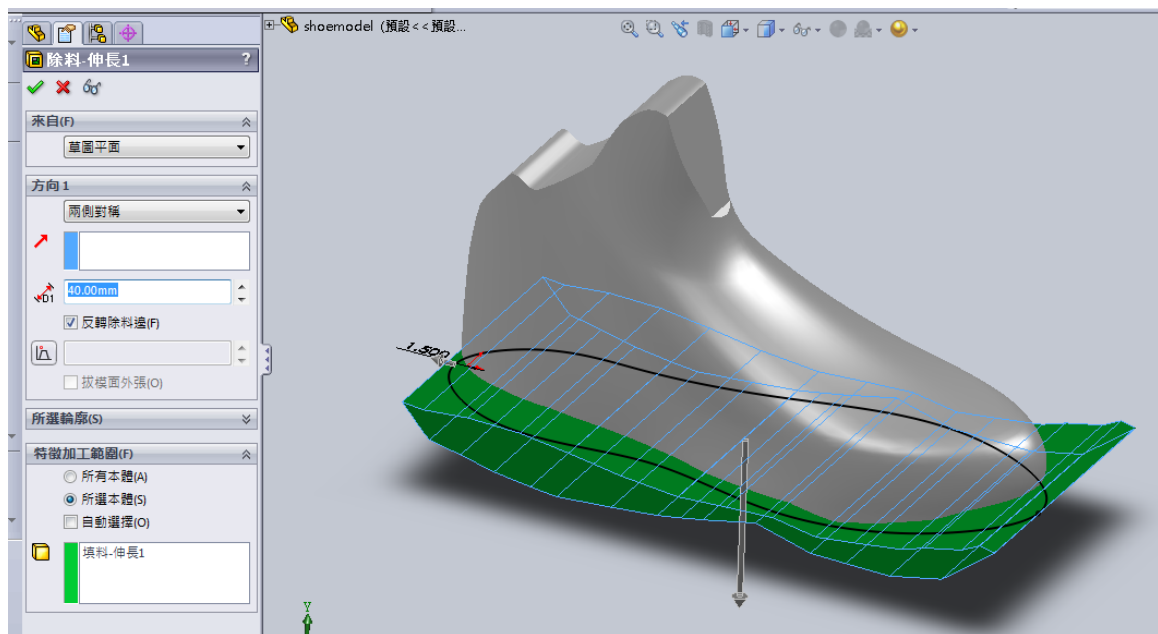 shoemodel (預設<<預設...
除料-伸長1
?
來自(F)
草圖平面
方向1
兩側對稱
D1
40.00mm
反轉除料邊(F)
拔模面外張(O)
所選輪廓(S)
特徵加工範圍(F)
所有本體(A)
所選本體(S)
自動選擇(O)
填料-伸長1
1.500
Y